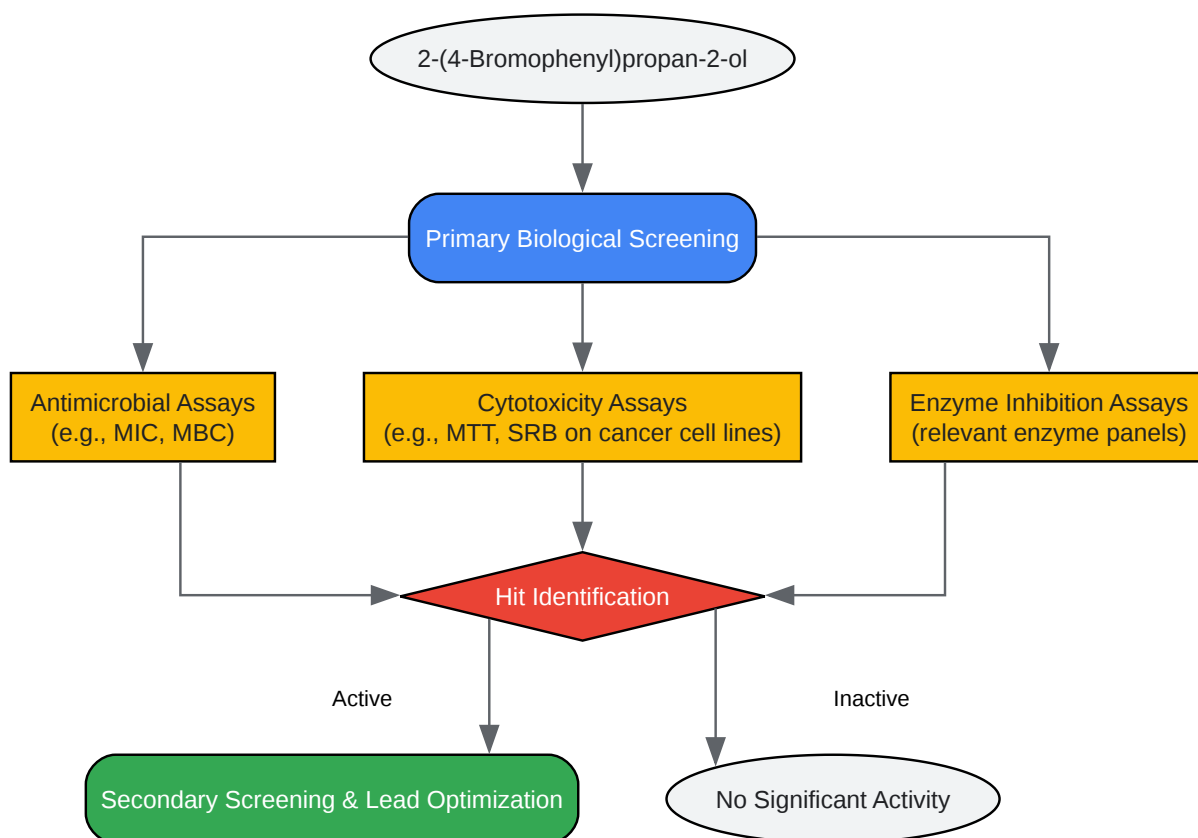 2-(4-Bromophenyl)propan-2-ol
Primary Biological Screening
Antimicrobial Assays
(e.g., MIC, MBC)
Cytotoxicity Assays
(e.g., MTT, SRB on cancer cell lines)
Enzyme Inhibition Assays
(relevant enzyme panels)
Hit Identification
Active
Inactive
Secondary Screening & Lead Optimization
No Significant Activity